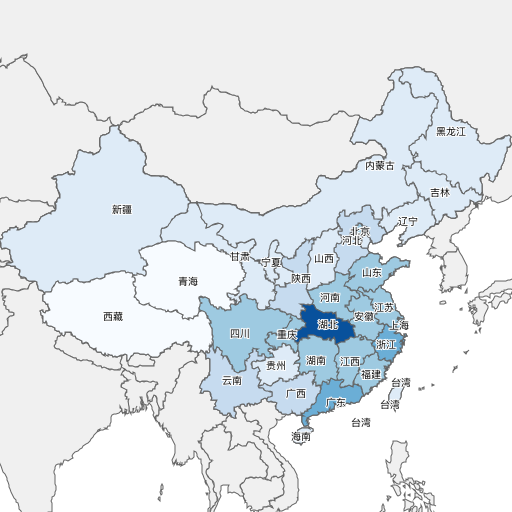 黑龙江
内蒙古
吉林
新疆
辽宁
北京
河北
甘肃
宁夏
山西
陕西
山东
青海
河南
江苏
西藏
安徽
上海
湖北
四川
重庆
浙江
湖南
江西
贵州
福建
云南
台湾
广西
广东
台湾
台湾
海南